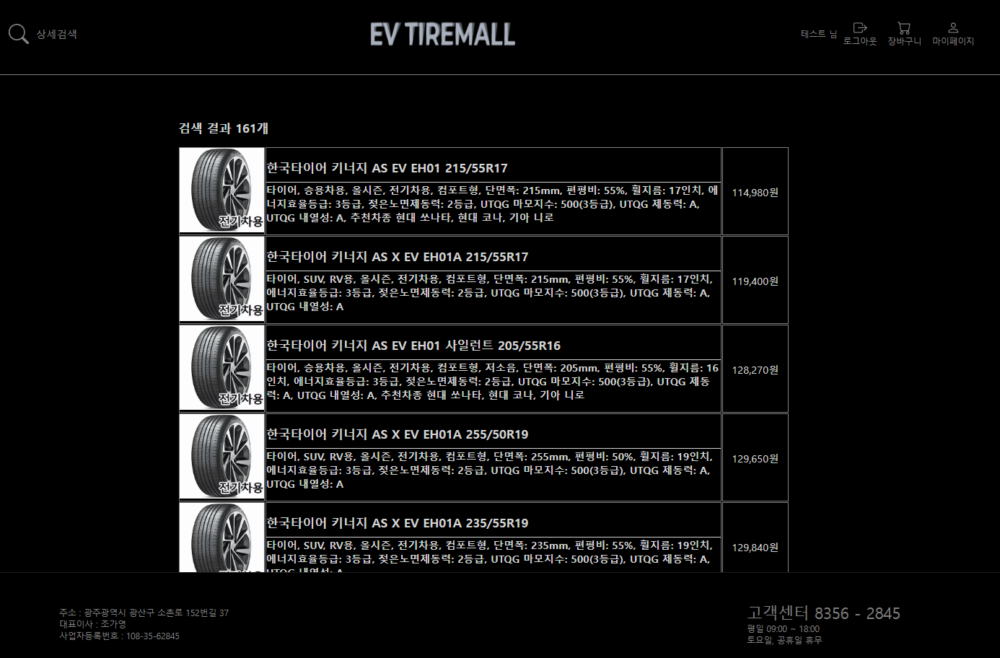 상세검색
EV TIREMALL
테스트 님
로그아웃
장바구니
마이페이지
검색 결과 161개
전기차용
한국타이어 키너지 AS EV EH01 215/55R17
타이어, 승용차용, 올시즌, 전기차용, 컴포트형, 단면폭: 215mm, 편평비: 55%, 휠지름: 17인치, 에
너지효율등급: 3등급, 젖은노면제동력: 2등급, UTQG 마모지수: 500(3등급), UTQG 제동력: A,
UTQG 내열성: A, 추천차종 현대 쏘나타, 현대 코나, 기아 니로
114,980원
전기차용
한국타이어 키너지 AS X EV EH01A 215/55R17
타이어, SUV, RV용, 올시즌, 전기차용, 컴포트형, 단면폭: 215mm, 편평비: 55%, 휠지름: 17인치,
에너지효율등급: 3등급, 젖은노면제동력: 2등급, UTQG 마모지수: 500(3등급), UTQG 제동력: A,
UTQG 내열성: A
119,400원
전기차용
한국타이어 키너지 AS EV EH01 사일런트 205/55R16
타이어, 승용차용, 올시즌, 전기차용, 컴포트형, 저소음, 단면폭: 205mm, 편평비: 55%, 휠지름: 16
인치, 에너지효율등급: 3등급, 젖은노면제동력: 2등급, UTQG 마모지수: 500(3등급), UTQG 제동
력: A, UTQG 내열성: A, 추천차종 현대 쏘나타, 현대 코나, 기아 니로
128,270원
전기차용
한국타이어 키너지 AS X EV EH01A 255/50R19
타이어, SUV, RV용, 올시즌, 전기차용, 컴포트형, 단면폭: 255mm, 편평비: 50%, 휠지름: 19인치,
에너지효율등급: 3등급, 젖은노면제동력: 2등급, UTQG 마모지수: 500(3등급), UTQG 제동력: A,
UTQG 내열성: A
129,650원
한국타이어 키너지 AS X EV EH01A 235/55R19
타이어, SUV, RV용, 올시즌, 전기차용, 컴포트형, 단면폭: 235mm, 편평비: 55%, 휠지름: 19인치,
에너지효율등급: 3등급, 젖은노면제동력: 2등급, UTQG 마모지수: 500(3등급), UTQG 제동력: A,
UTQG 내열성: A
129,840원
주소 : 광주광역시 광산구 소촌로 152번길 37
대표이사 : 조가영
사업자등록번호 : 108-35-62845
고객센터 8356 - 2845
평일 09:00 ~ 18:00
토요일, 공휴일 휴무